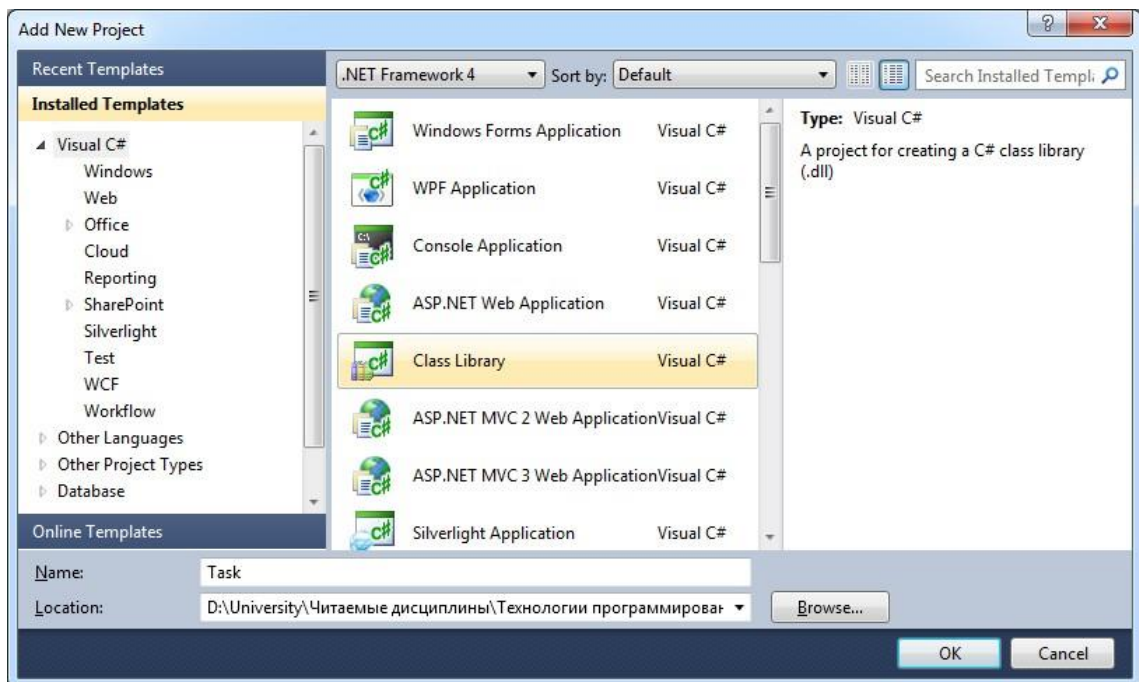 Add New Project
Recent Templates
Installed Templates
Visual C#
Windows
Web
Office
Cloud
Reporting
SharePoint
Silverlight
Test
WCF
Workflow
Other Languages
Other Project Types
Database
Online Templates
.NET Framework 4
Sort by: Default
Search Installed Templ
Windows Forms Application Visual C#
WPF Application Visual C#
Console Application Visual C#
ASP.NET Web Application Visual C#
Class Library Visual C#
ASP.NET MVC 2 Web Application Visual C#
ASP.NET MVC 3 Web Application Visual C#
Silverlight Application Visual C#
Type: Visual C#
A project for creating a C# class library
(.dll)
Name: Task
Location: D:\University\Читаемые дисциплины\Технологии программирован
Browse...
OK
Cancel